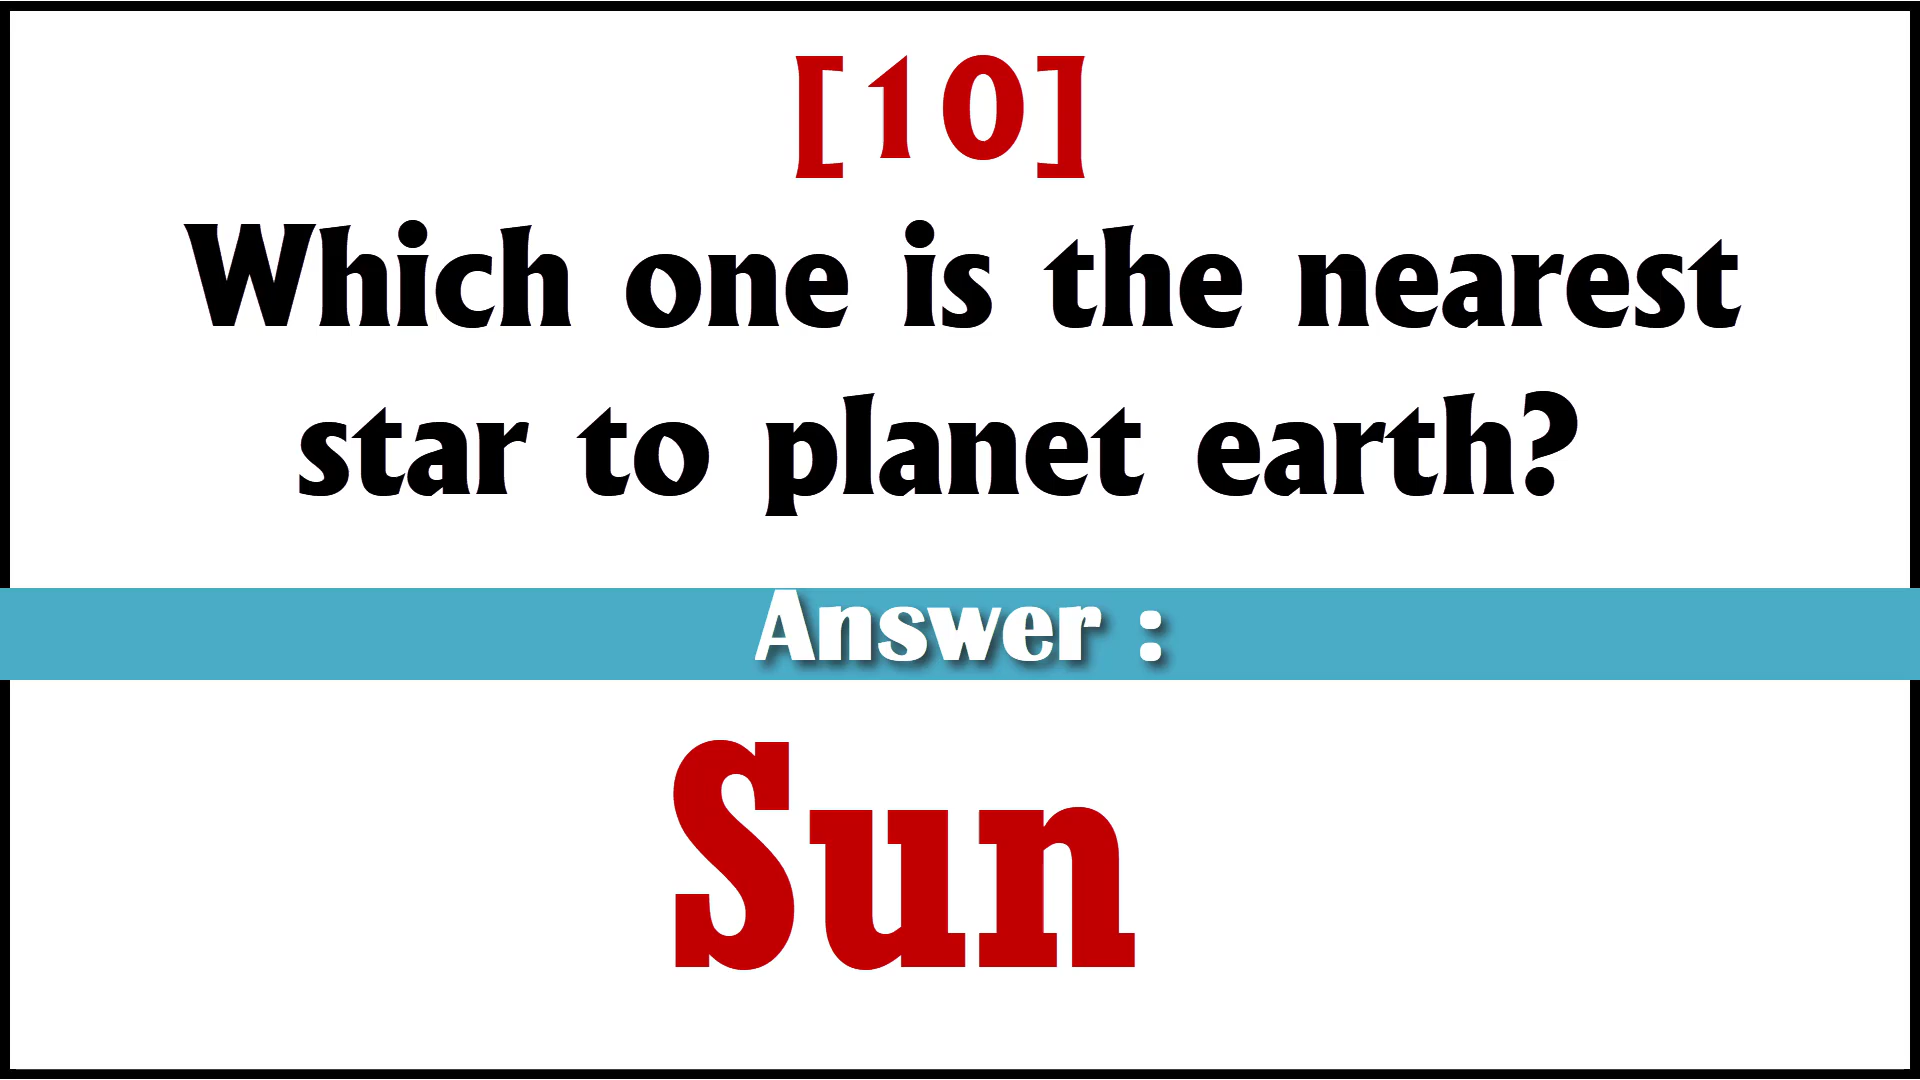 [10]
Which one is the nearest
star to planet earth?
Answer :
Sun